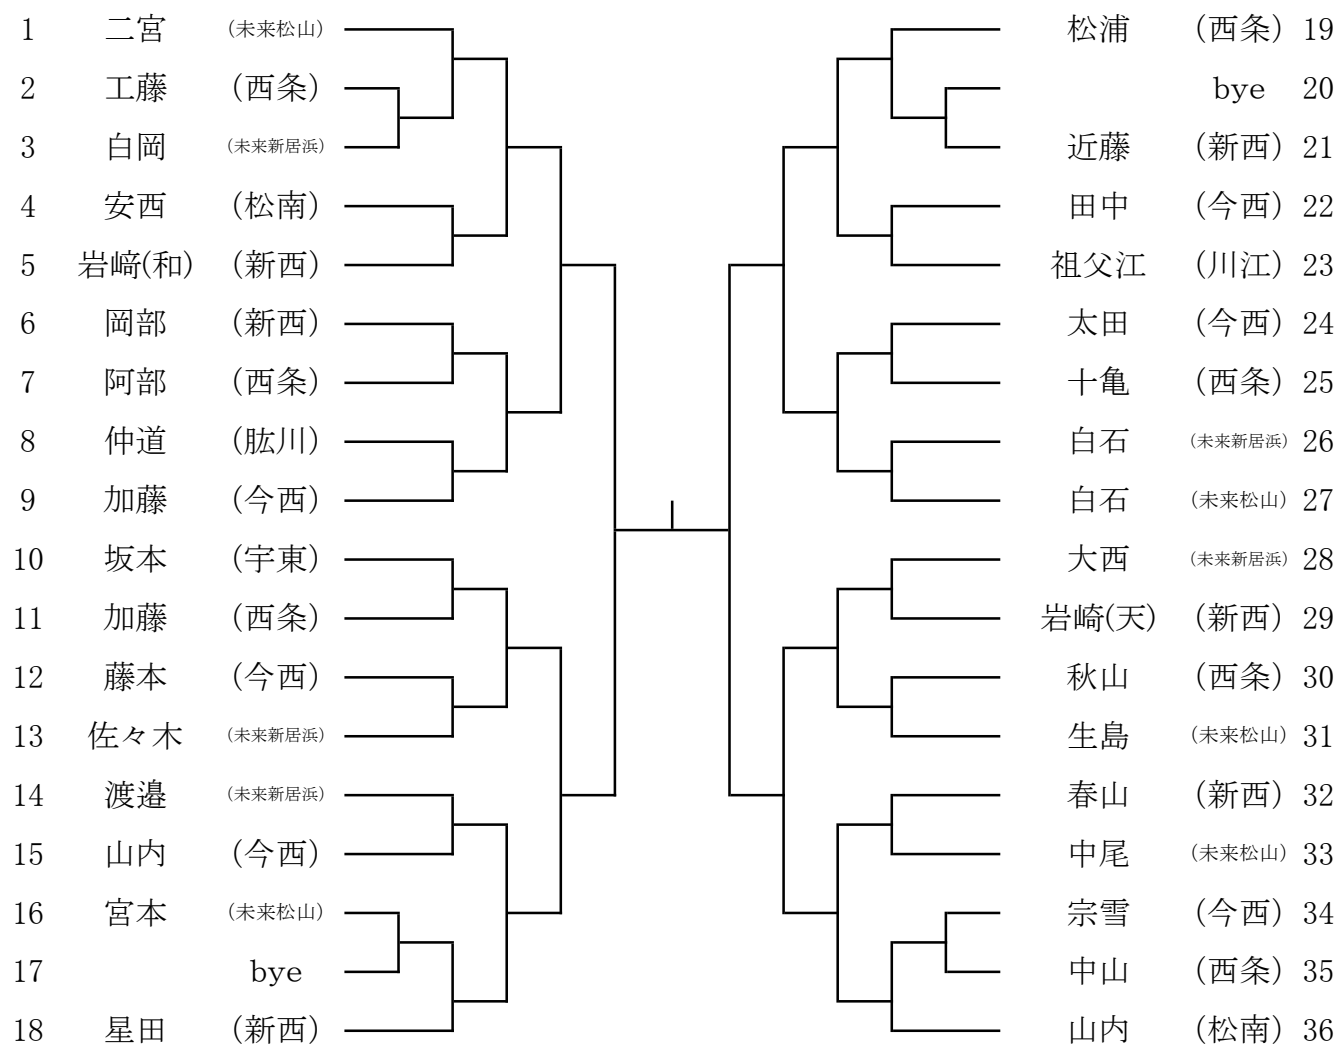 1 二宮 (未来松山) 松浦 (西条) 19
2 工藤 (西条) bye 20
3 白岡 (未来新居浜) 近藤 (新西) 21
4 安西 (松南) 田中 (今西) 22
5 岩﨑(和) (新西) 祖父江 (川江) 23
6 岡部 (新西) 太田 (今西) 24
7 阿部 (西条) 十亀 (西条) 25
8 仲道 (肱川) 白石 (未来新居浜) 26
9 加藤 (今西) 白石 (未来松山) 27
10 坂本 (宇東) 大西 (未来新居浜) 28
11 加藤 (西条) 岩崎(天) (新西) 29
12 藤本 (今西) 秋山 (西条) 30
13 佐々木 (未来新居浜) 生島 (未来松山) 31
14 渡邉 (未来新居浜) 春山 (新西) 32
15 山内 (今西) 中尾 (未来松山) 33
16 宮本 (未来松山) 宗雪 (今西) 34
17 bye 中山 (西条) 35
18 星田 (新西) 山内 (松南) 36